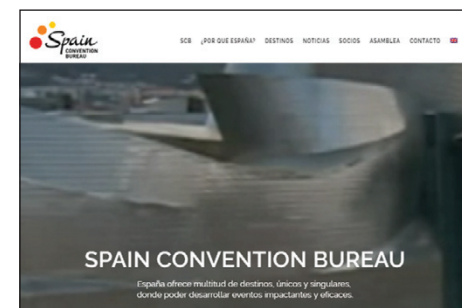 Spain
CONVENTION
BUREAU
SCB ¿POR QUE ESPAÑA? DESTINOS NOTICIAS SOCIOS ASAMBLEA CONTACTO
SPAIN CONVENTION BUREAU
España ofrece multitud de destinos, únicos y singulares,
donde poder desarrollar eventos impactantes y eficaces.